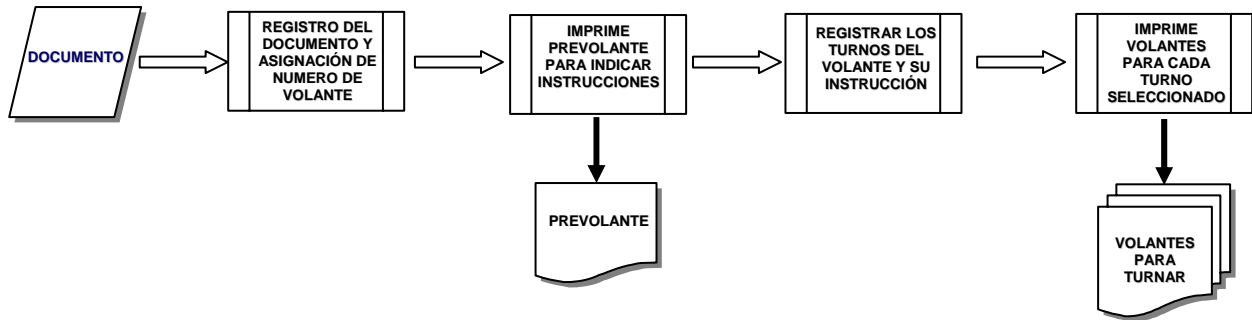 DOCUMENTO
REGISTRO DEL
DOCUMENTO Y
ASIGNACIÓN DE
NUMERO DE
VOLANTE
IMPRIME
PREVOLANTE
PARA INDICAR
INSTRUCCIONES
REGISTRAR LOS
TURNOS DEL
VOLANTE Y SU
INSTRUCCIÓN
IMPRIME
VOLANTES
PARA CADA
TURNO
SELECCIONADO
PREVOLANTE
VOLANTES
PARA
TURNAR